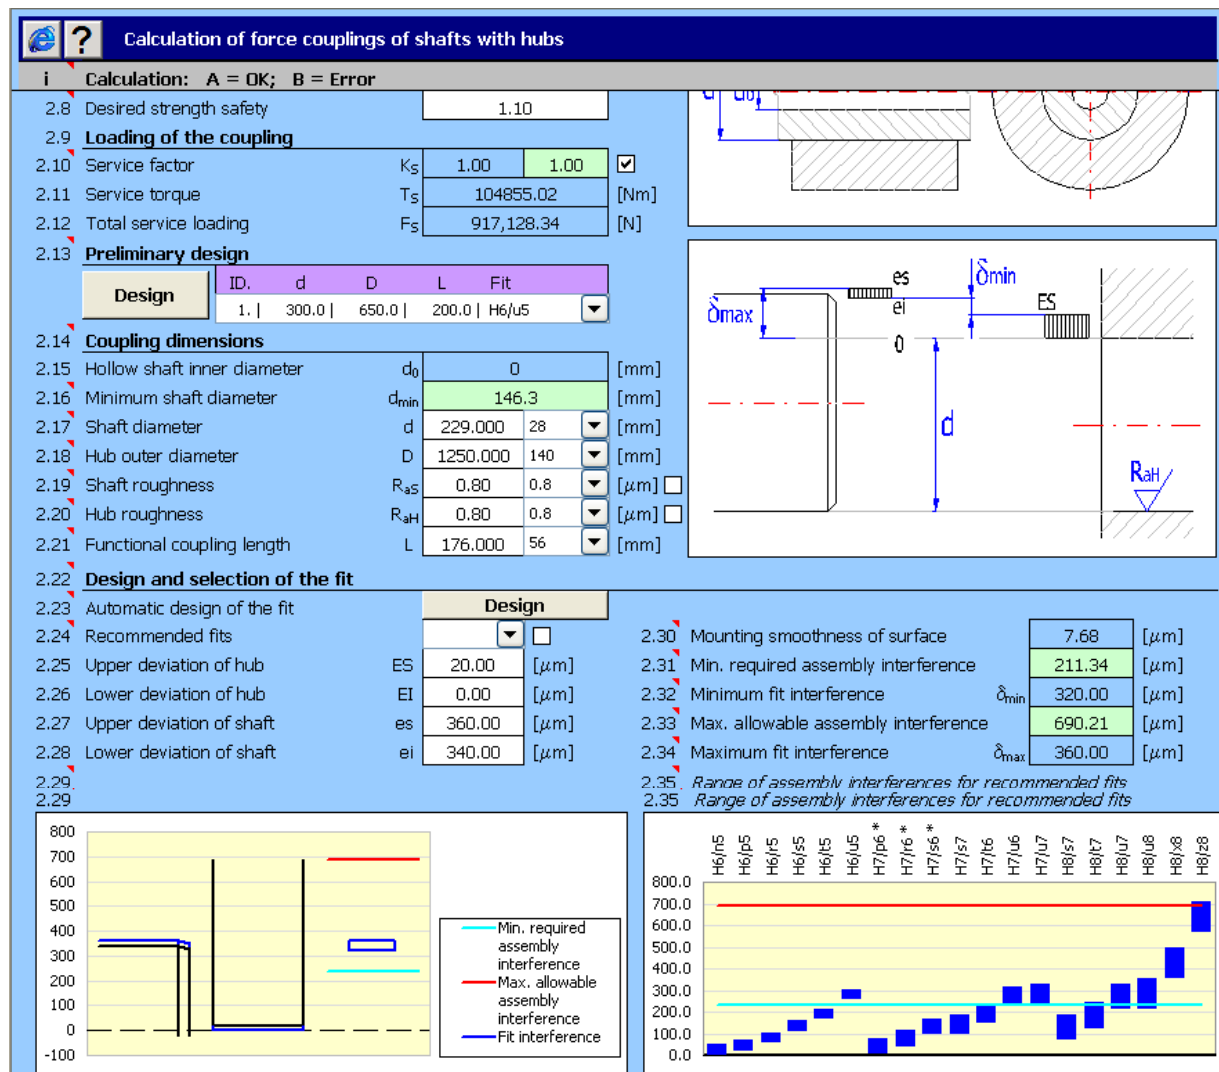 ? Calculation of force couplings of shafts with hubs
i Calculation: A = OK; B = Error
2.8 Desired strength safety 1.10
2.9 Loading of the coupling
2.10 Service factor KS 1.00 1.00
2.11 Service torque TS 104855.02 [Nm]
2.12 Total service loading FS 917,128.34 [N]
2.13 Preliminary design
Design
ID. d D L Fit
1. | 300.0 | 650.0 | 200.0 | H6/u5
2.14 Coupling dimensions
2.15 Hollow shaft inner diameter d0 0 [mm]
2.16 Minimum shaft diameter dmin 146.3 [mm]
2.17 Shaft diameter d 229.000 28 [mm]
2.18 Hub outer diameter D 1250.000 140 [mm]
2.19 Shaft roughness RaS 0.80 0.8 [μm]
2.20 Hub roughness RaH 0.80 0.8 [μm]
2.21 Functional coupling length L 176.000 56 [mm]
δmax
es
ei
0
δmin
ES
d
RaH
2.22 Design and selection of the fit
2.23 Automatic design of the fit Design
2.24 Recommended fits
2.25 Upper deviation of hub ES 20.00 [μm]
2.26 Lower deviation of hub EI 0.00 [μm]
2.27 Upper deviation of shaft es 360.00 [μm]
2.28 Lower deviation of shaft ei 340.00 [μm]
2.29
2.29
2.30 Mounting smoothness of surface 7.68 [μm]
2.31 Min. required assembly interference 211.34 [μm]
2.32 Minimum fit interference δmin 320.00 [μm]
2.33 Max. allowable assembly interference 690.21 [μm]
2.34 Maximum fit interference δmax 360.00 [μm]
2.35 Range of assembly interferences for recommended fits
2.35 Range of assembly interferences for recommended fits
800
700
600
500
400
300
200
100
0
-100
Min. required
assembly
interference
Max. allowable
assembly
interference
Fit interference
H6/n5
H6/p5
H6/r5
H6/s5
H6/t5
H6/u5
H7/p6 *
H7/r6 *
H7/s6 *
H7/s7
H7/t6
H7/u6
H7/u7
H8/s7
H8/t7
H8/u7
H8/u8
H8/x8
H8/z8
800.0
700.0
600.0
500.0
400.0
300.0
200.0
100.0
0.0